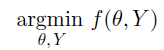 argmin f(θ, Y)
θ,Y